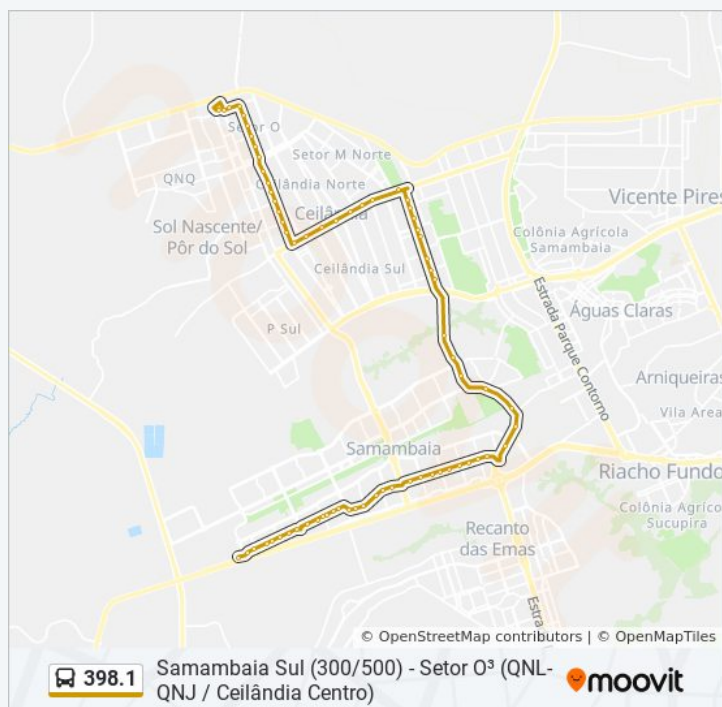 Setor O
Setor M Norte
QNQ
Ceilândia Norte
Vicente Pires
Ceilândia
Sol Nascente/
Pôr do Sol
Colônia Agrícola
Samambaia
Ceilândia Sul
Estrada Parque Contorno
Águas Claras
P Sul
Arniqueiras
Vila Area
Samambaia
Riacho Fundo
Colônia Agríco
Sucupira
Recanto
das Emas
Estra
© OpenStreetMap contributors | © OpenMapTiles
398.1
Samambaia Sul (300/500) - Setor O³ (QNL-
QNJ / Ceilândia Centro)
moovit